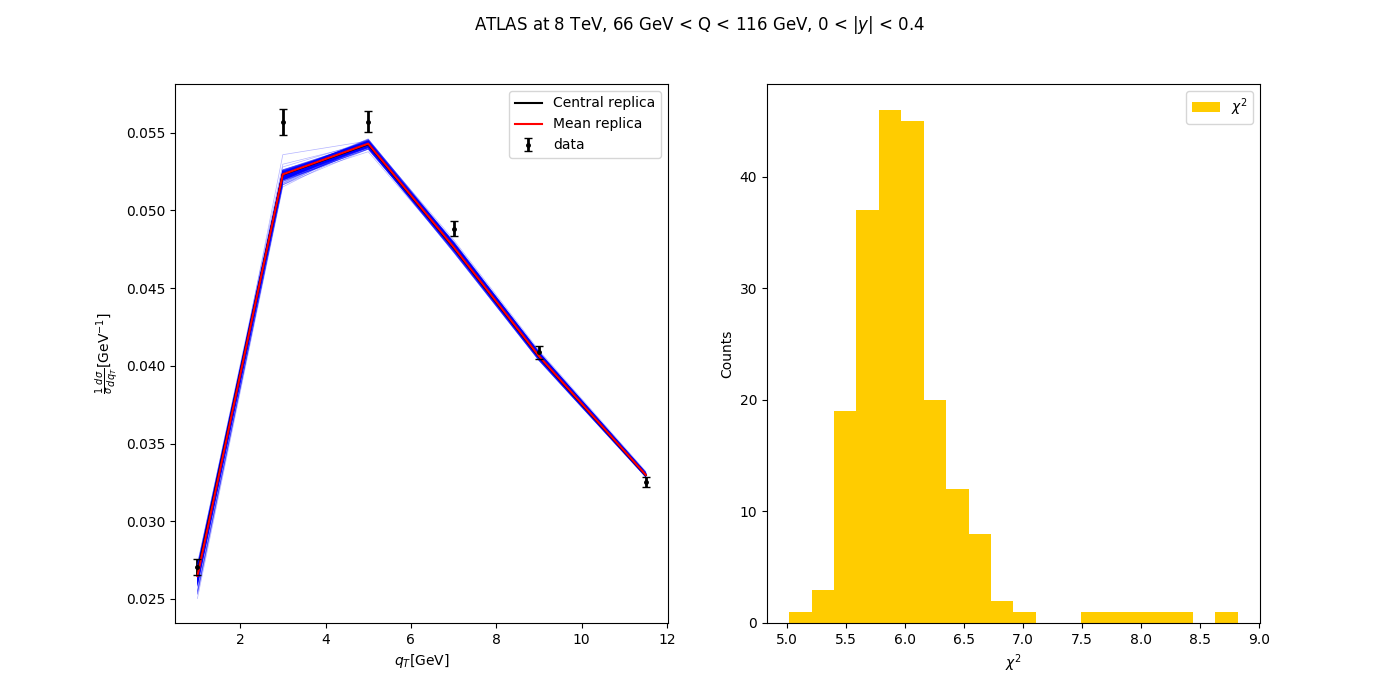 ATLAS at 8 TeV, 66 GeV < Q < 116 GeV, 0 < |y| < 0.4
Central replica
Mean replica
data
0.055
0.050
0.045
0.040
0.035
0.030
0.025
1/σ dσ/dq_T [GeV⁻¹]
2 4 6 8 10 12
q_T[GeV]
χ²
40
30
20
10
0
Counts
5.0 5.5 6.0 6.5 7.0 7.5 8.0 8.5 9.0
χ²